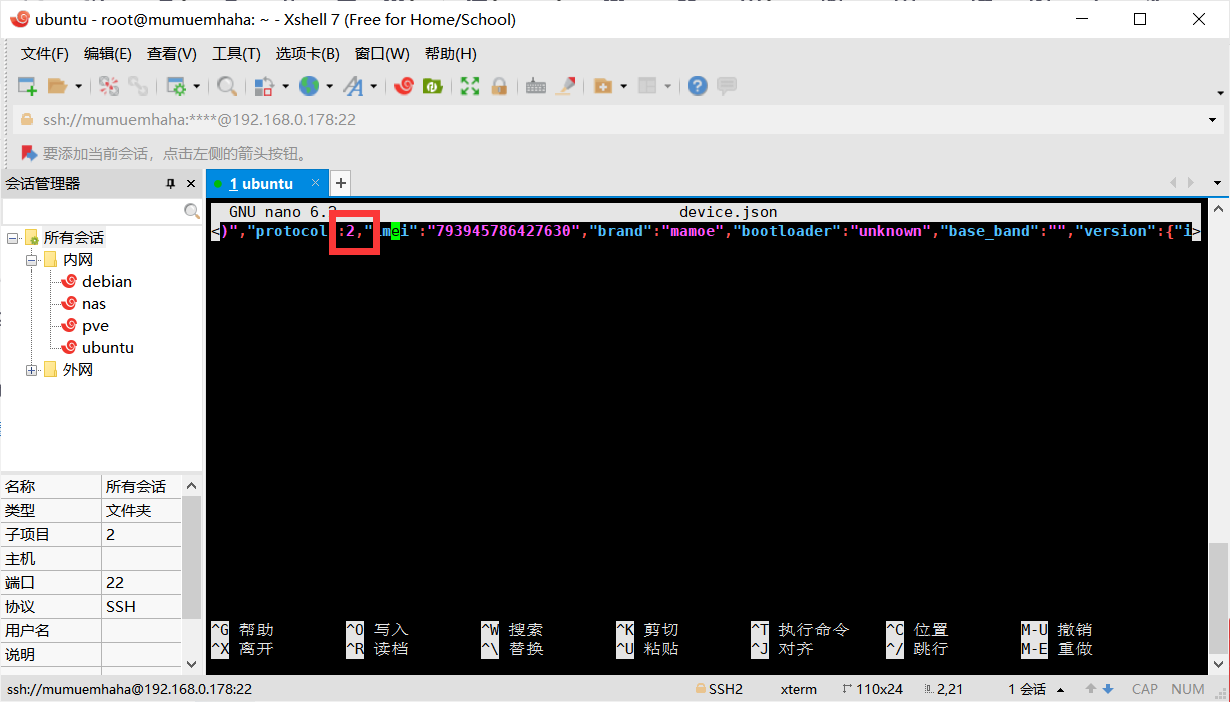 ubuntu - root@mumuemhaha: ~ - Xshell 7 (Free for Home/School)
文件(F) 编辑(E) 查看(V) 工具(T) 选项卡(B) 窗口(W) 帮助(H)
ssh://mumuemhaha:****@192.168.0.178:22
要添加当前会话，点击左侧的箭头按钮。
会话管理器
1 ubuntu
所有会话
内网
debian
nas
pve
ubuntu
外网
GNU nano 6.2 device.json
<)","protocol":2,"imei":"793945786427630","brand":"mamoe","bootloader":"unknown","base_band":"","version":{"i>
名称 所有会话
类型 文件夹
子项目 2
主机
端口 22
协议 SSH
用户名
说明
^G 帮助 ^O 写入 ^W 搜索 ^K 剪切 ^T 执行命令 ^C 位置 M-U 撤销
^X 离开 ^R 读档 ^\ 替换 ^U 粘贴 ^J 对齐 ^/ 跳行 M-E 重做
ssh://mumuemhaha@192.168.0.178:22 SSH2 xterm 110x24 2,21 1 会话 CAP NUM